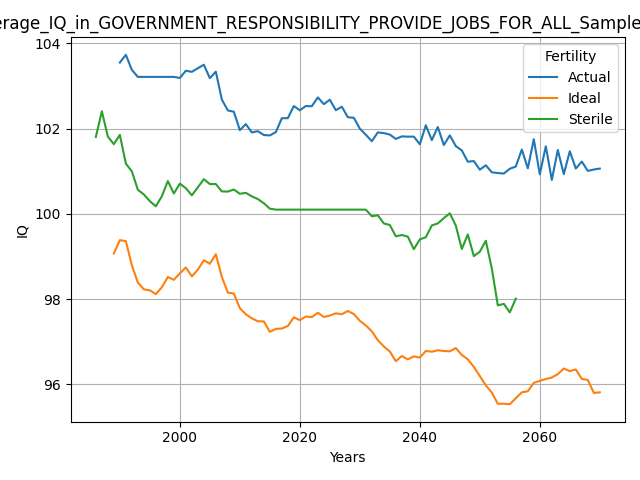 erage_IQ_in_GOVERNMENT_RESPONSIBILITY_PROVIDE_JOBS_FOR_ALL_Sample
104
102
100
98
96
IQ
Fertility
Actual
Ideal
Sterile
2000
2020
2040
2060
Years